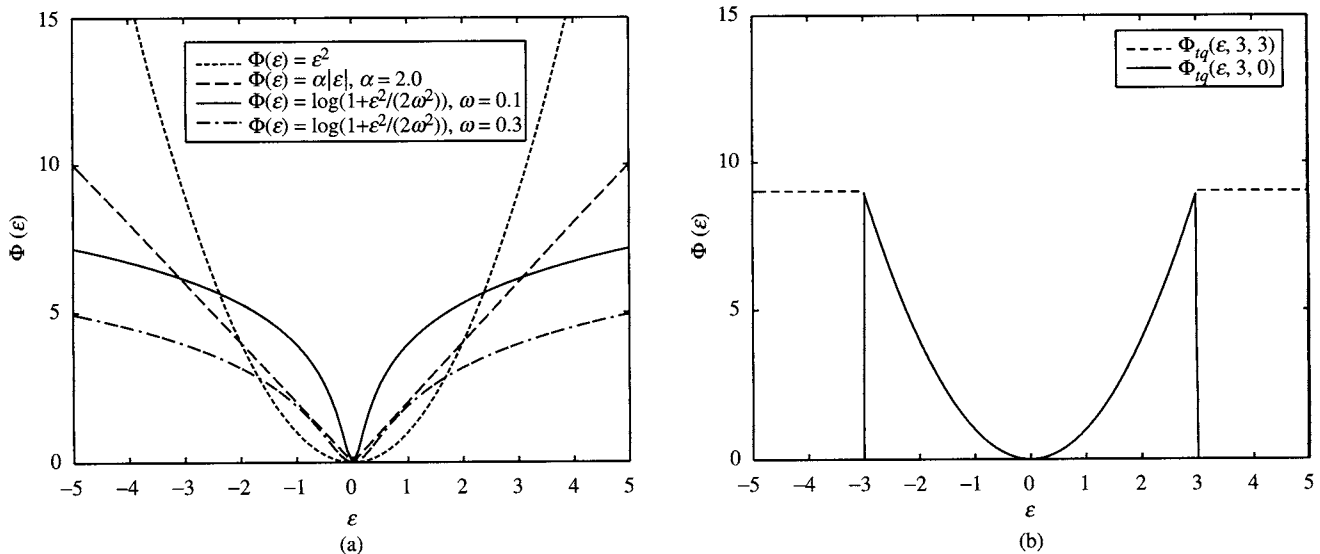 15
10
5
0
Φ (ε)
Φ(ε) = ε²
Φ(ε) = α|ε|, α = 2.0
Φ(ε) = log(1+ε²/(2ω²)), ω = 0.1
Φ(ε) = log(1+ε²/(2ω²)), ω = 0.3
−5 −4 −3 −2 −1 0 1 2 3 4 5
ε
(a)
15
10
5
0
Φ (ε)
Φtq(ε, 3, 3)
Φtq(ε, 3, 0)
−5 −4 −3 −2 −1 0 1 2 3 4 5
ε
(b)